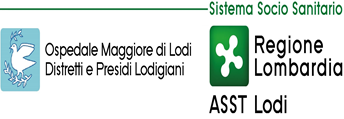 Sistema Socio Sanitario
Ospedale Maggiore di Lodi
Distretti e Presidi Lodigiani
Regione
Lombardia
ASST Lodi